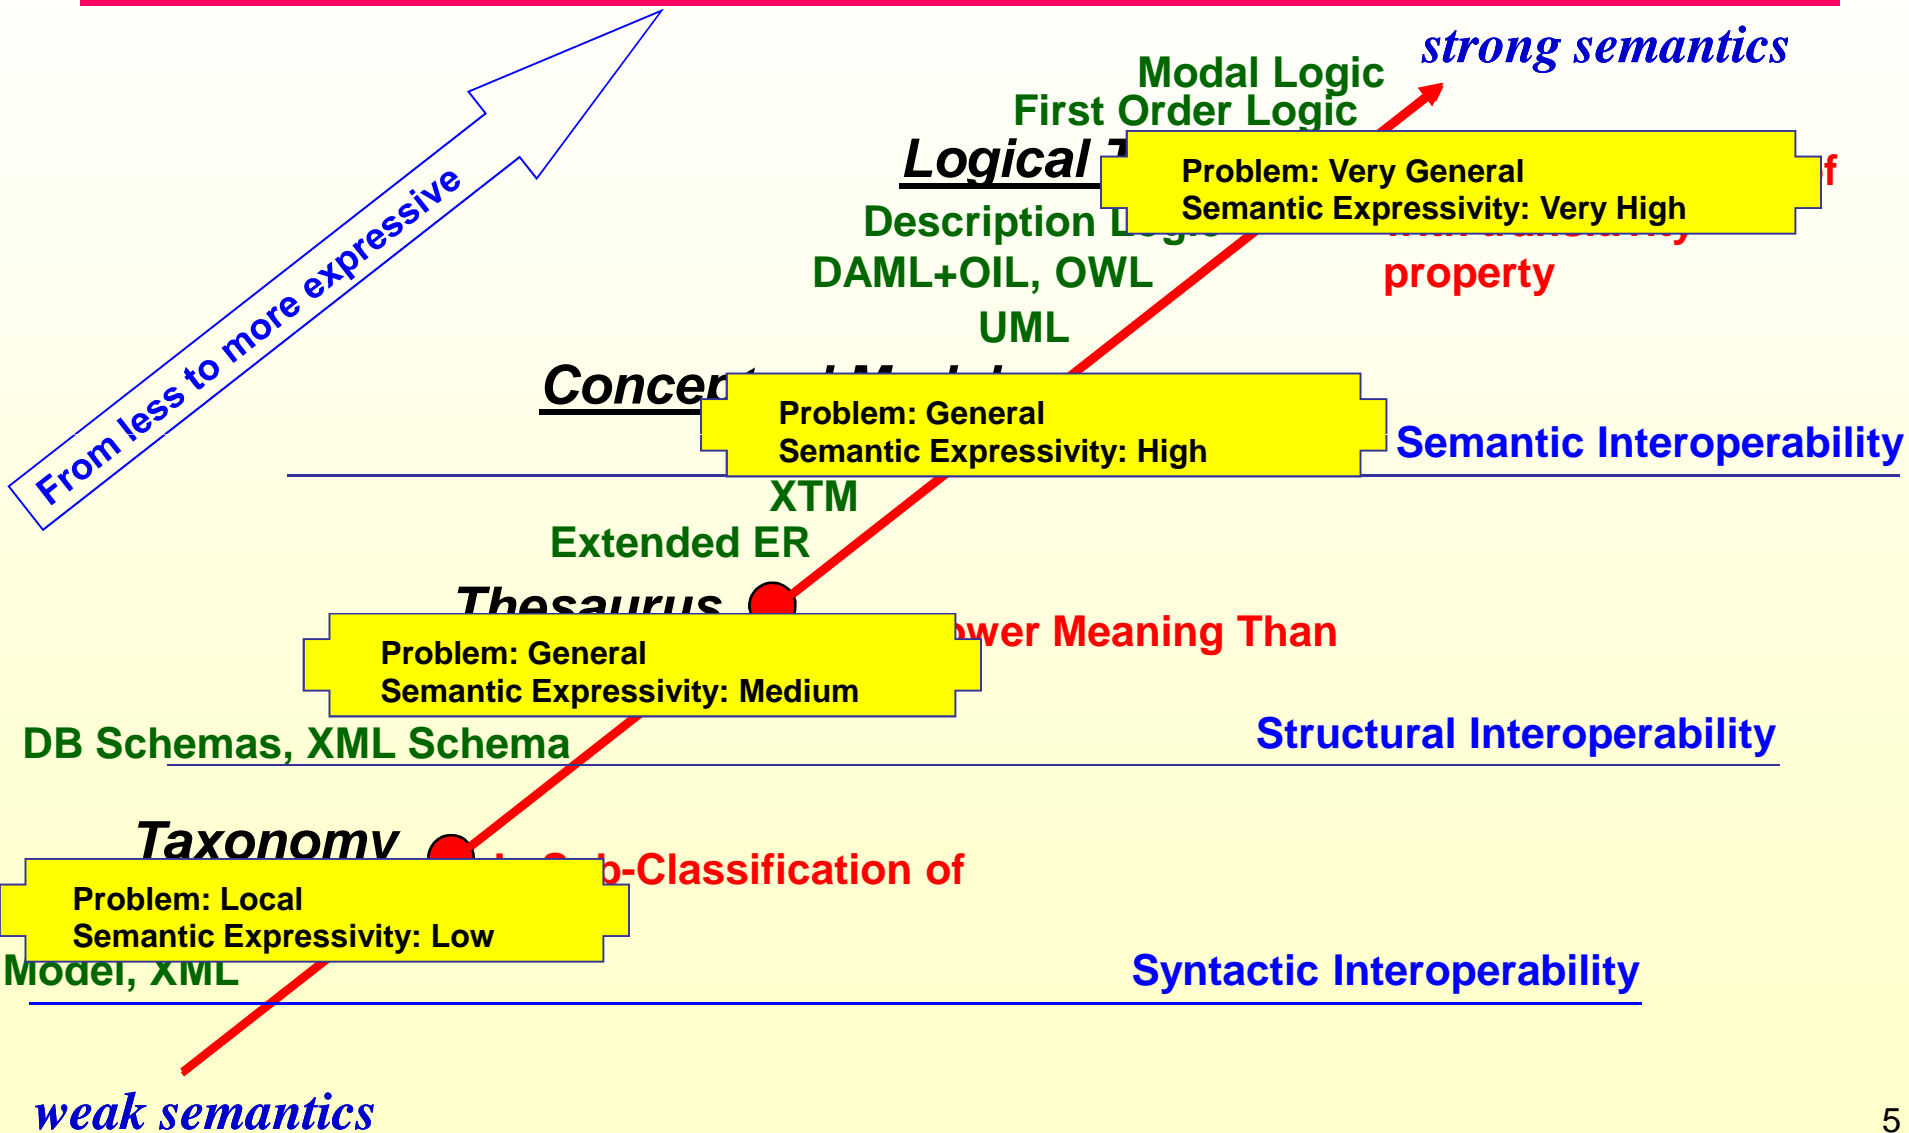 strong semantics
Modal Logic
First Order Logic
Logical
Problem: Very General
Semantic Expressivity: Very High
From less to more expressive
Description Logic
DAML+OIL, OWL
property
UML
Problem: General
Semantic Expressivity: High
Semantic Interoperability
XTM
Extended ER
Thesaurus
Meaning Than
Problem: General
Semantic Expressivity: Medium
Structural Interoperability
DB Schemas, XML Schema
Taxonomy
Sub-Classification of
Problem: Local
Semantic Expressivity: Low
Model, XML
Syntactic Interoperability
weak semantics
5